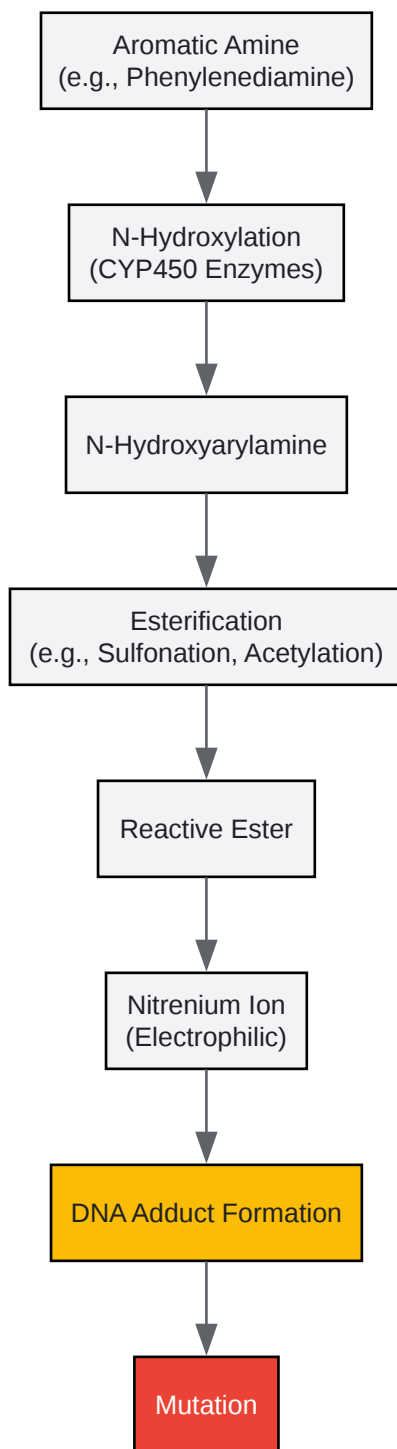 Aromatic Amine
(e.g., Phenylenediamine)
N-Hydroxylation
(CYP450 Enzymes)
N-Hydroxyarylamine
Esterification
(e.g., Sulfonation, Acetylation)
Reactive Ester
Nitrenium Ion
(Electrophilic)
DNA Adduct Formation
Mutation